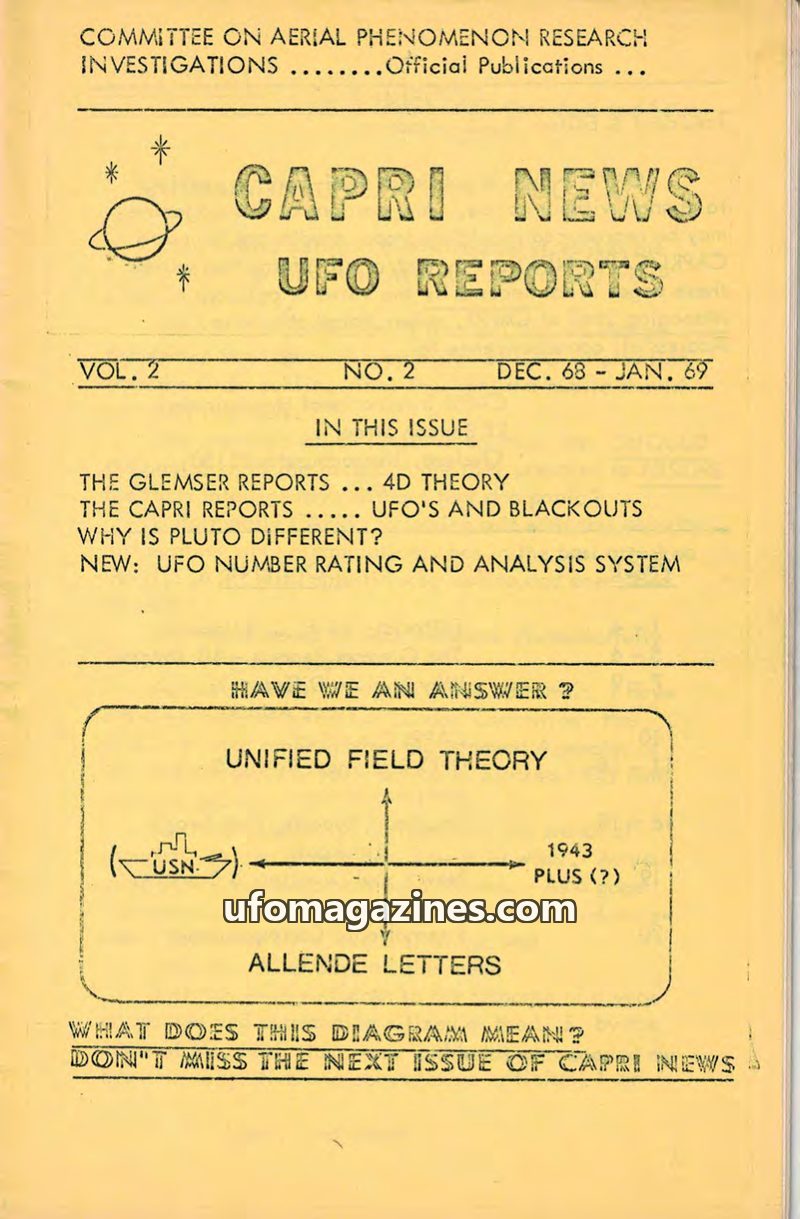 COMMITTEE ON AERIAL PHENOMENON RESEARCH
INVESTIGATIONS ........Official Publications ...
CAPRI NEWS
UFO REPORTS
VOL. 2 NO. 2 DEC. 68 - JAN. 69
IN THIS ISSUE
THE GLEMSER REPORTS ... 4D THEORY
THE CAPRI REPORTS ..... UFO'S AND BLACKOUTS
WHY IS PLUTO DIFFERENT?
NEW: UFO NUMBER RATING AND ANALYSIS SYSTEM
HAVE WE AN ANSWER ?
UNIFIED FIELD THEORY
(USN) 1943
PLUS (?)
ufomagazines.com
ALLENDE LETTERS
WHAT DOES THIS DIAGRAM MEAN?
DON"T MISS THE NEXT ISSUE OF CAPRI NEWS